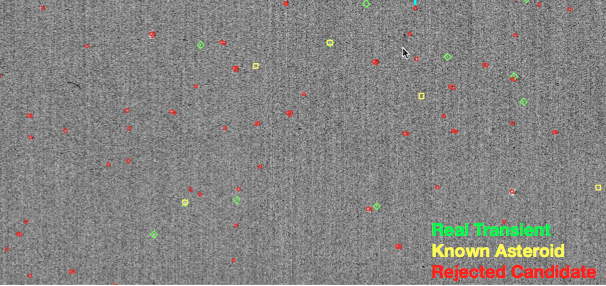 Real Transient
Known Asteroid
Rejected Candidate